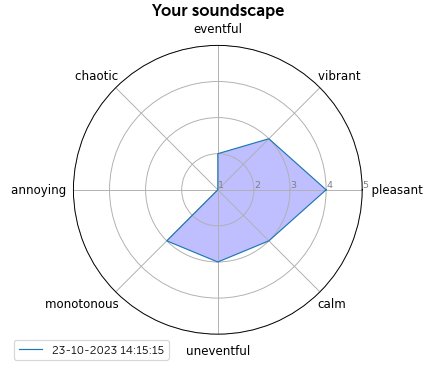 Your soundscape
eventful
chaotic
vibrant
annoying
1 2 3 4 5
pleasant
monotonous
calm
uneventful
23-10-2023 14:15:15